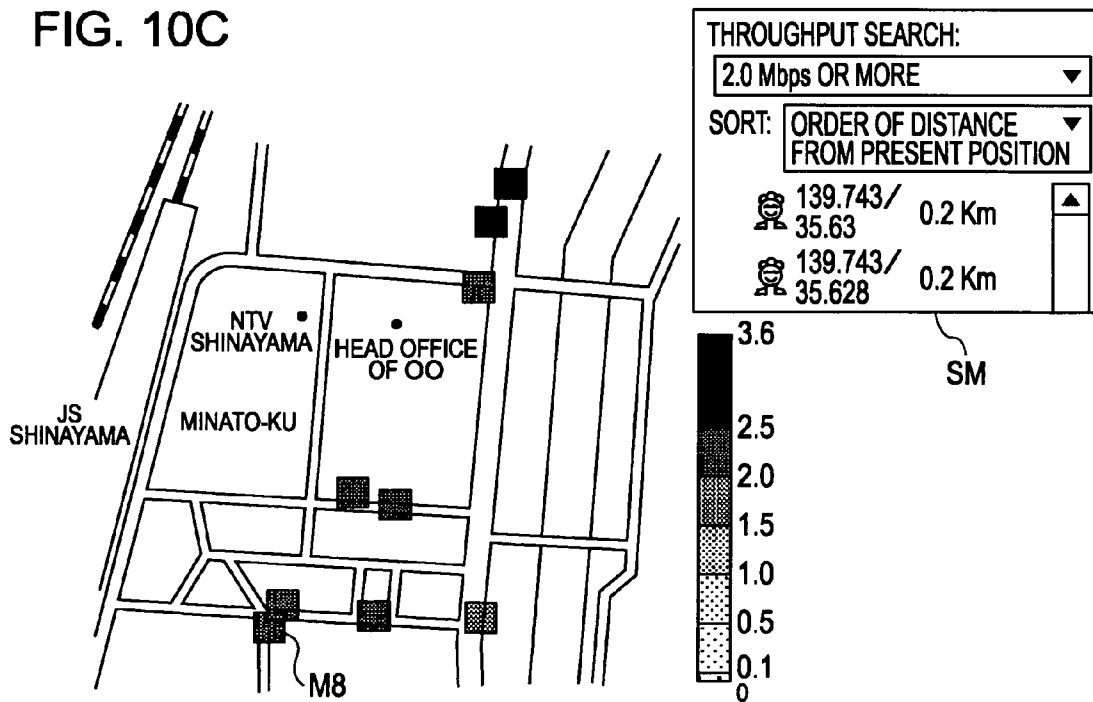 FIG. 10C
THROUGHPUT SEARCH:
2.0 Mbps OR MORE
SORT:
ORDER OF DISTANCE
FROM PRESENT POSITION
139.743/
35.63
0.2 Km
139.743/
35.628
0.2 Km
SM
NTV
SHINAYAMA
HEAD OFFICE
OF OO
JS
SHINAYAMA
MINATO-KU
M8
3.6
2.5
2.0
1.5
1.0
0.5
0.1
0